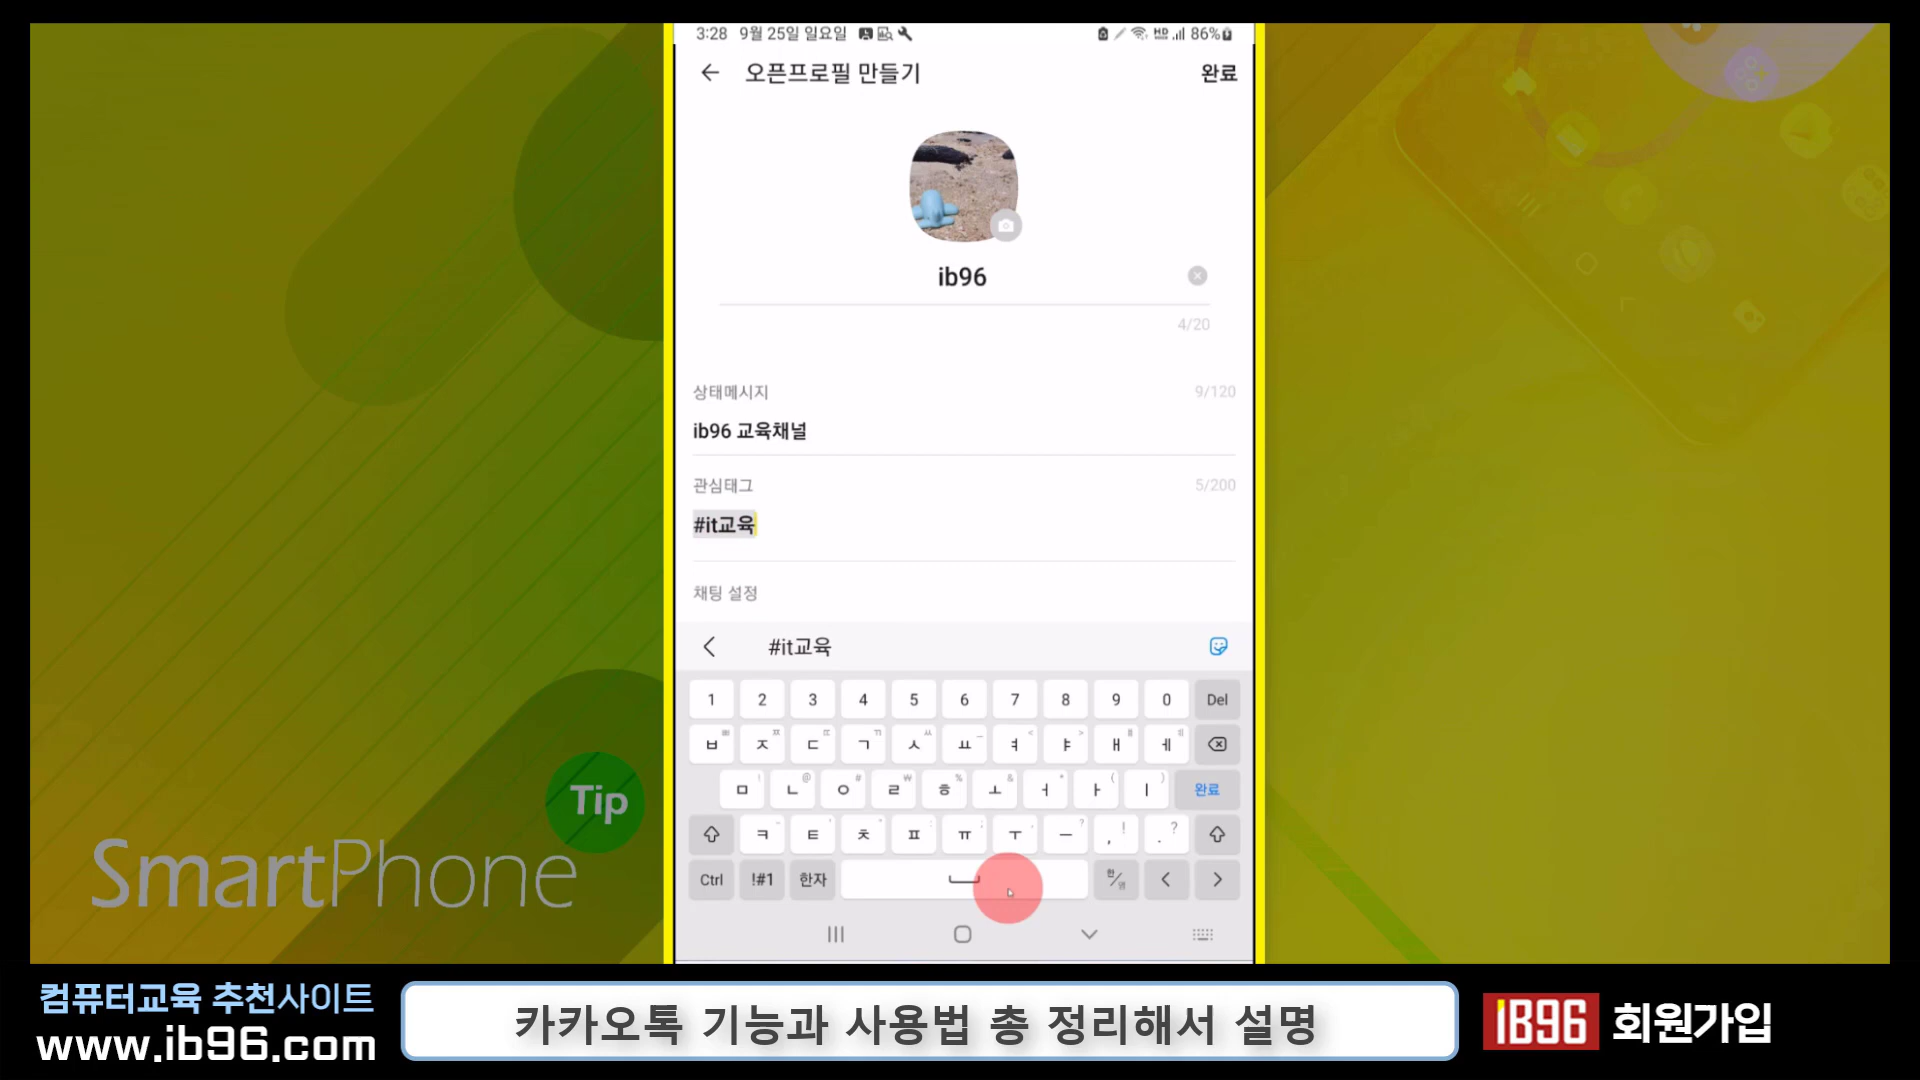 3:28 9월 25일 일요일
HD 86%
오픈프로필 만들기 완료
ib96
4/20
상태메시지 9/120
ib96 교육채널
관심태그 5/200
#it교육
채팅 설정
#it교육
1 2 3 4 5 6 7 8 9 0 Del
ㅂ ㅈ ㄷ ㄱ ㅅ ㅛ ㅕ ㅑ ㅐ ㅔ
ㅁ ㄴ ㅇ ㄹ ㅎ ㅗ ㅓ ㅏ ㅣ 완료
ㅋ ㅌ ㅊ ㅍ ㅠ ㅜ ㅡ , ! . ?
Ctrl !#1 한자 한/영
Tip
SmartPhone
컴퓨터교육 추천사이트
www.ib96.com
카카오톡 기능과 사용법 총 정리해서 설명
IB96 회원가입